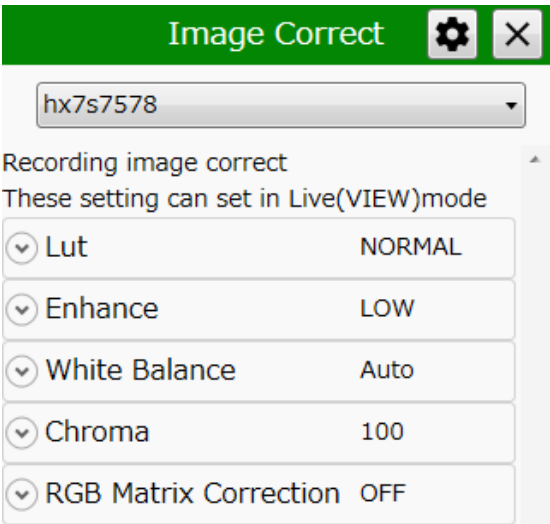 Image Correct
hx7s7578
Recording image correct
These setting can set in Live(VIEW)mode
Lut NORMAL
Enhance LOW
White Balance Auto
Chroma 100
RGB Matrix Correction OFF